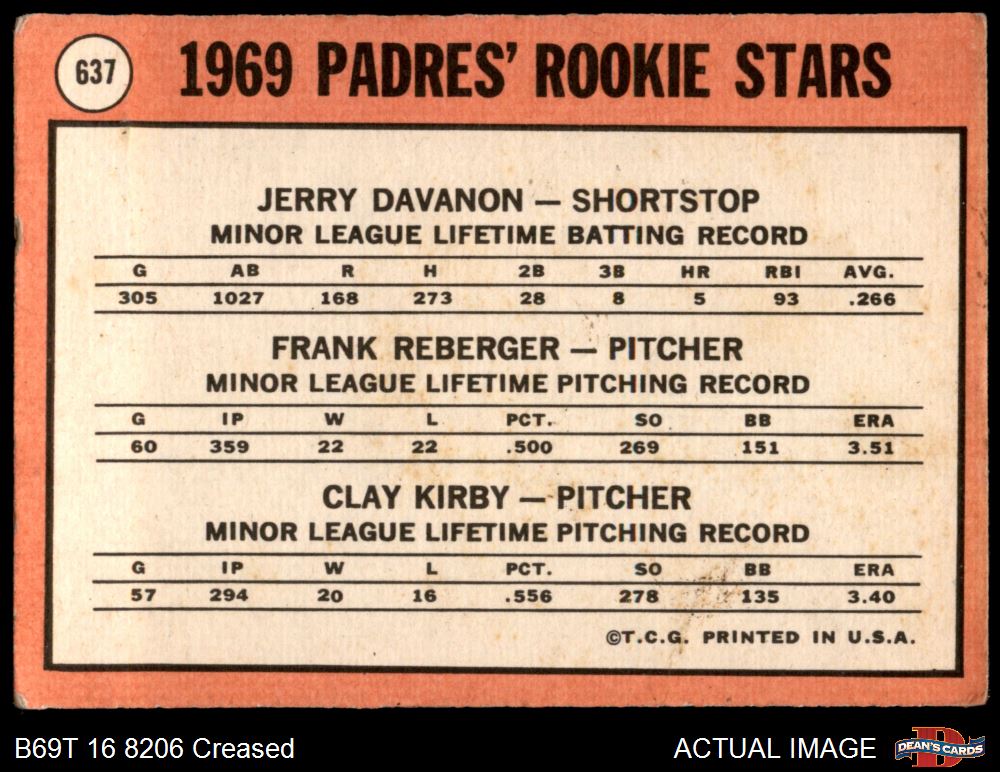 637
1969 PADRES' ROOKIE STARS
JERRY DAVANON — SHORTSTOP
MINOR LEAGUE LIFETIME BATTING RECORD
G AB R H 2B 3B HR RBI AVG.
305 1027 168 273 28 8 5 93 .266
FRANK REBERGER — PITCHER
MINOR LEAGUE LIFETIME PITCHING RECORD
G IP W L PCT. SO BB ERA
60 359 22 22 .500 269 151 3.51
CLAY KIRBY — PITCHER
MINOR LEAGUE LIFETIME PITCHING RECORD
G IP W L PCT. SO BB ERA
57 294 20 16 .556 278 135 3.40
©T.C.G. PRINTED IN U.S.A.
B69T 16 8206 Creased ACTUAL IMAGE
D
DEAN'S CARDS